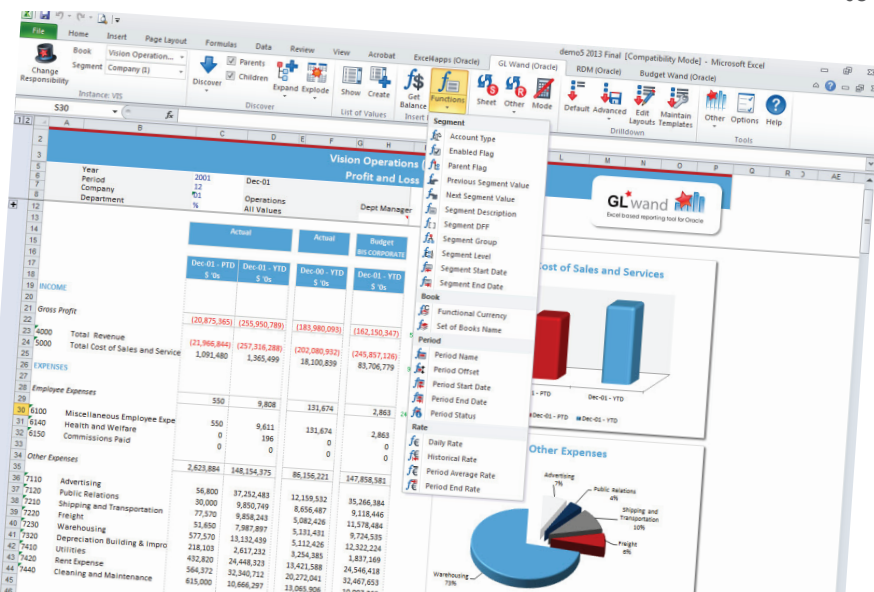 demo5 2013 Final [Compatibility Mode] - Microsoft Excel
File Home Insert Page Layout Formulas Data Review View Acrobat Excel4apps (Oracle) GL Wand (Oracle) RDM (Oracle) Budget Wand (Oracle)
Change Responsibility
Book Vision Operation...
Segment Company (1)
Instance: VIS
Discover
Parents
Children
Expand Explode
Discover
Show Create
List of Values
Get Balance
Functions
Sheet Other Mode
Default Advanced Edit Layouts Maintain Templates
Drilldown
Other Options Help
Tools
S30
fx
Vision Operations (
Profit and Loss
Year 2001
Period 12 Dec-01
Company 01 Operations
Department % All Values Dept Manager
Actual Actual Budget
BIS CORPORATE
Dec-01 - PTD Dec-01 - YTD Dec-00 - YTD Dec-01 - YTD
$ '0s $ '0s $ '0s $ '0s
INCOME
Gross Profit
(20,875,365) (255,950,789) (183,980,093) (162,150,347)
4000 Total Revenue (21,966,844) (257,316,288) (202,080,932) (245,857,126)
5000 Total Cost of Sales and Service 1,091,480 1,365,499 18,100,839 83,706,779
EXPENSES
Employee Expenses
550 9,808 131,674 2,863
6100 Miscellaneous Employee Expe 550 9,611 131,674 2,863
6140 Health and Welfare 0 196 0 0
6150 Commissions Paid 0 0 0 0
Other Expenses
2,623,884 148,154,375 86,156,221 147,858,581
7110 Advertising 56,800 37,252,483 12,159,532 35,266,384
7120 Public Relations 30,000 9,850,749 8,656,487 9,118,446
7210 Shipping and Transportation 77,570 9,858,243 5,082,426 11,578,484
7220 Freight 51,650 7,987,897 5,131,431 9,724,535
7230 Warehousing 577,570 13,132,439 5,112,426 12,322,224
7320 Depreciation Building & Impro 218,103 2,617,232 3,254,385 1,837,169
7410 Utilities 432,820 24,448,323 13,421,588 24,546,418
7420 Rent Expense 564,372 32,340,712 20,272,041 32,467,653
7440 Cleaning and Maintenance 615,000 10,666,297 13,065,906
Segment
Account Type
Enabled Flag
Parent Flag
Previous Segment Value
Next Segment Value
Segment Description
Segment DFF
Segment Group
Segment Level
Segment Start Date
Segment End Date
Book
Functional Currency
Set of Books Name
Period
Period Name
Period Offset
Period Start Date
Period End Date
Period Status
Rate
Daily Rate
Historical Rate
Period Average Rate
Period End Rate
GL wand
Excel based reporting tool for Oracle
Cost of Sales and Services
- PTD Dec-01 - YTD
Dec-01 - PTD Dec-01 - YTD
Other Expenses
Advertising
7%
Public Relations
4%
Shipping and Transportation
10%
Freight
6%
Warehousing
73%